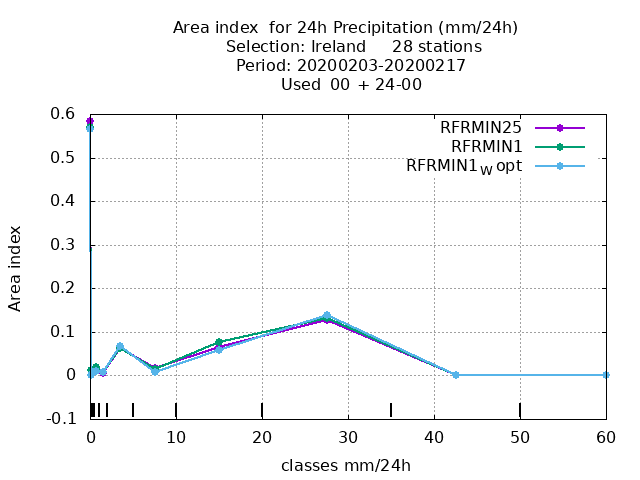 Area index  for 24h Precipitation (mm/24h)
Selection: Ireland     28 stations
Period: 20200203-20200217
Used  00 + 24-00
RFRMIN25
RFRMIN1
RFRMIN1W opt
0.6
0.5
0.4
0.3
0.2
0.1
0
-0.1
Area index
0 10 20 30 40 50 60
classes mm/24h